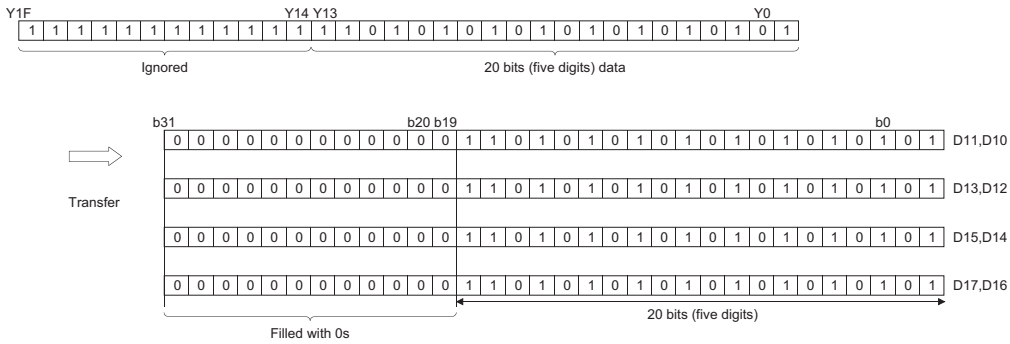 Y1F Y14 Y13 Y0
1 1 1 1 1 1 1 1 1 1 1 1 1 1 1 0 1 0 1 0 1 0 1 0 1 0 1 0 1 0 1 0 1
Ignored 20 bits (five digits) data
b31 b20 b19 b0
0 0 0 0 0 0 0 0 0 0 0 0 1 1 0 1 0 1 0 1 0 1 0 1 0 1 0 1 0 1 0 1 D11,D10
0 0 0 0 0 0 0 0 0 0 0 0 1 1 0 1 0 1 0 1 0 1 0 1 0 1 0 1 0 1 0 1 D13,D12
Transfer
0 0 0 0 0 0 0 0 0 0 0 0 1 1 0 1 0 1 0 1 0 1 0 1 0 1 0 1 0 1 0 1 D15,D14
0 0 0 0 0 0 0 0 0 0 0 0 1 1 0 1 0 1 0 1 0 1 0 1 0 1 0 1 0 1 0 1 D17,D16
20 bits (five digits)
Filled with 0s